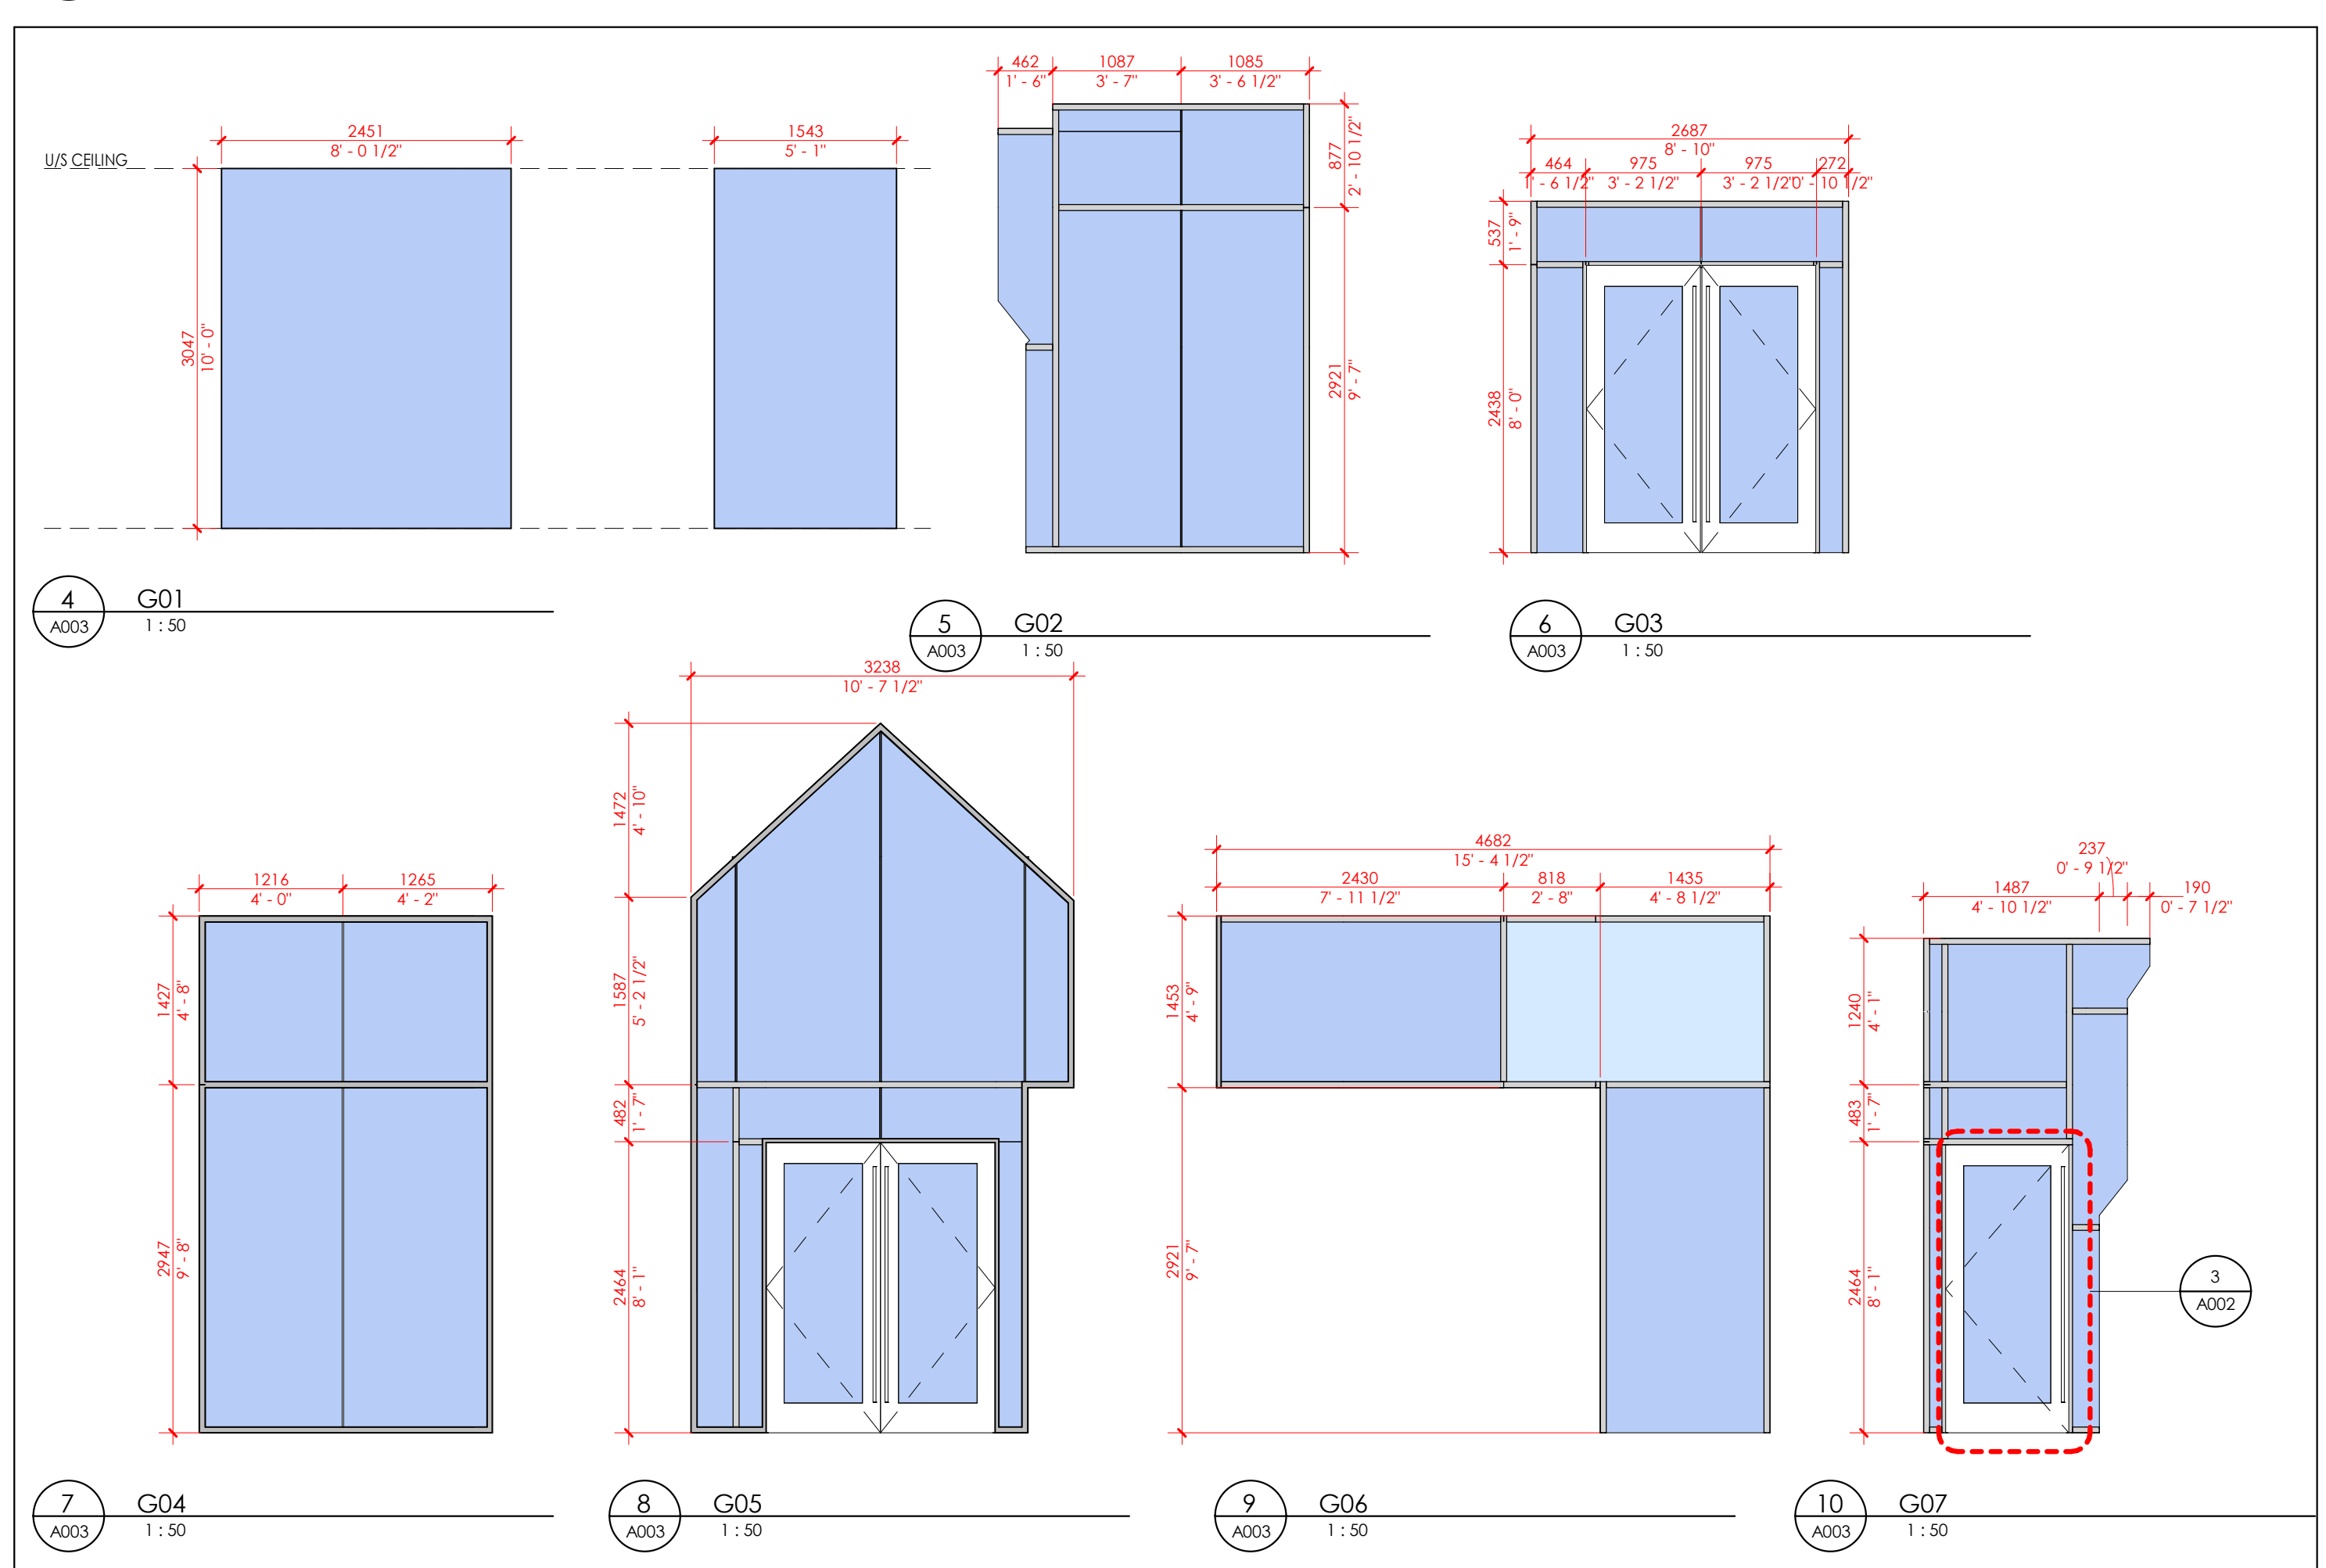 462
1' - 6"
1087
3' - 7"
1085
3' - 6 1/2"
877
2' - 10 1/2"
2921
9' - 7"
U/S CEILING
2451
8' - 0 1/2"
1543
5' - 1"
3047
10' - 0"
2687
8' - 10"
464
1' - 6 1/2"
975
3' - 2 1/2"
975
3' - 2 1/2"
272
0' - 10 1/2"
537
1' - 9"
2438
8' - 0"
4
A003
G01
1 : 50
5
A003
G02
1 : 50
6
A003
G03
1 : 50
1216
4' - 0"
1265
4' - 2"
1427
4' - 8"
2947
9' - 8"
3238
10' - 7 1/2"
1472
4' - 10"
1587
5' - 2 1/2"
482
1' - 7"
2464
8' - 1"
4682
15' - 4 1/2"
2430
7' - 11 1/2"
818
2' - 8"
1435
4' - 8 1/2"
1453
4' - 9"
2921
9' - 7"
237
0' - 9 1/2"
1487
4' - 10 1/2"
190
0' - 7 1/2"
1240
4' - 1"
483
1' - 7"
2464
8' - 1"
3
A002
7
A003
G04
1 : 50
8
A003
G05
1 : 50
9
A003
G06
1 : 50
10
A003
G07
1 : 50